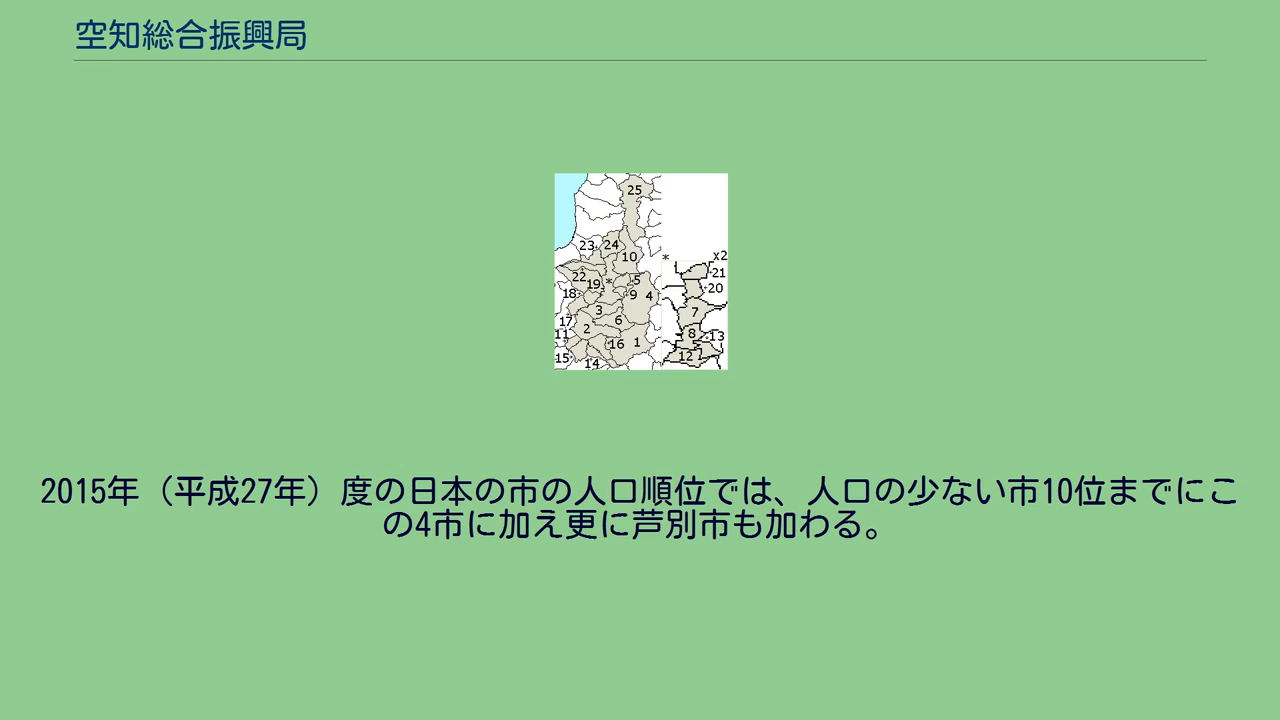 空知総合振興局
25
23 24
10
* x2
22 19 * 5 21
18 9 4 20
3 7
17 6
11 2 8 13
16 1
15 14 12
2015年（平成27年）度の日本の市の人口順位では、人口の少ない市10位までにこ
の4市に加え更に芦別市も加わる。